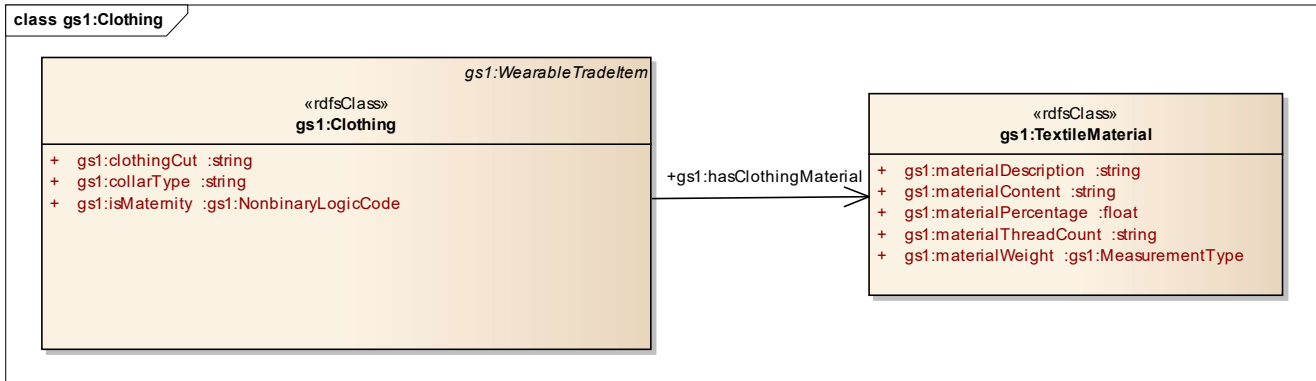 class gs1:Clothing
gs1:WearableTradeItem
«rdfsClass»
gs1:Clothing
+ gs1:clothingCut :string
+ gs1:collarType :string
+ gs1:isMaternity :gs1:NonbinaryLogicCode
+gs1:hasClothingMaterial
«rdfsClass»
gs1:TextileMaterial
+ gs1:materialDescription :string
+ gs1:materialContent :string
+ gs1:materialPercentage :float
+ gs1:materialThreadCount :string
+ gs1:materialWeight :gs1:MeasurementType